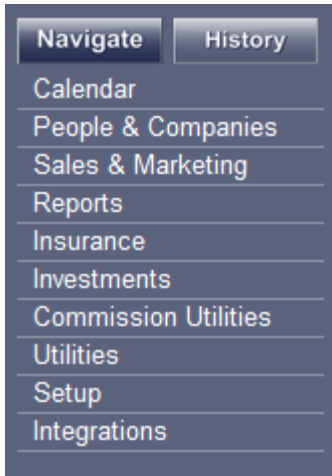 Navigate History
Calendar
People & Companies
Sales & Marketing
Reports
Insurance
Investments
Commission Utilities
Utilities
Setup
Integrations